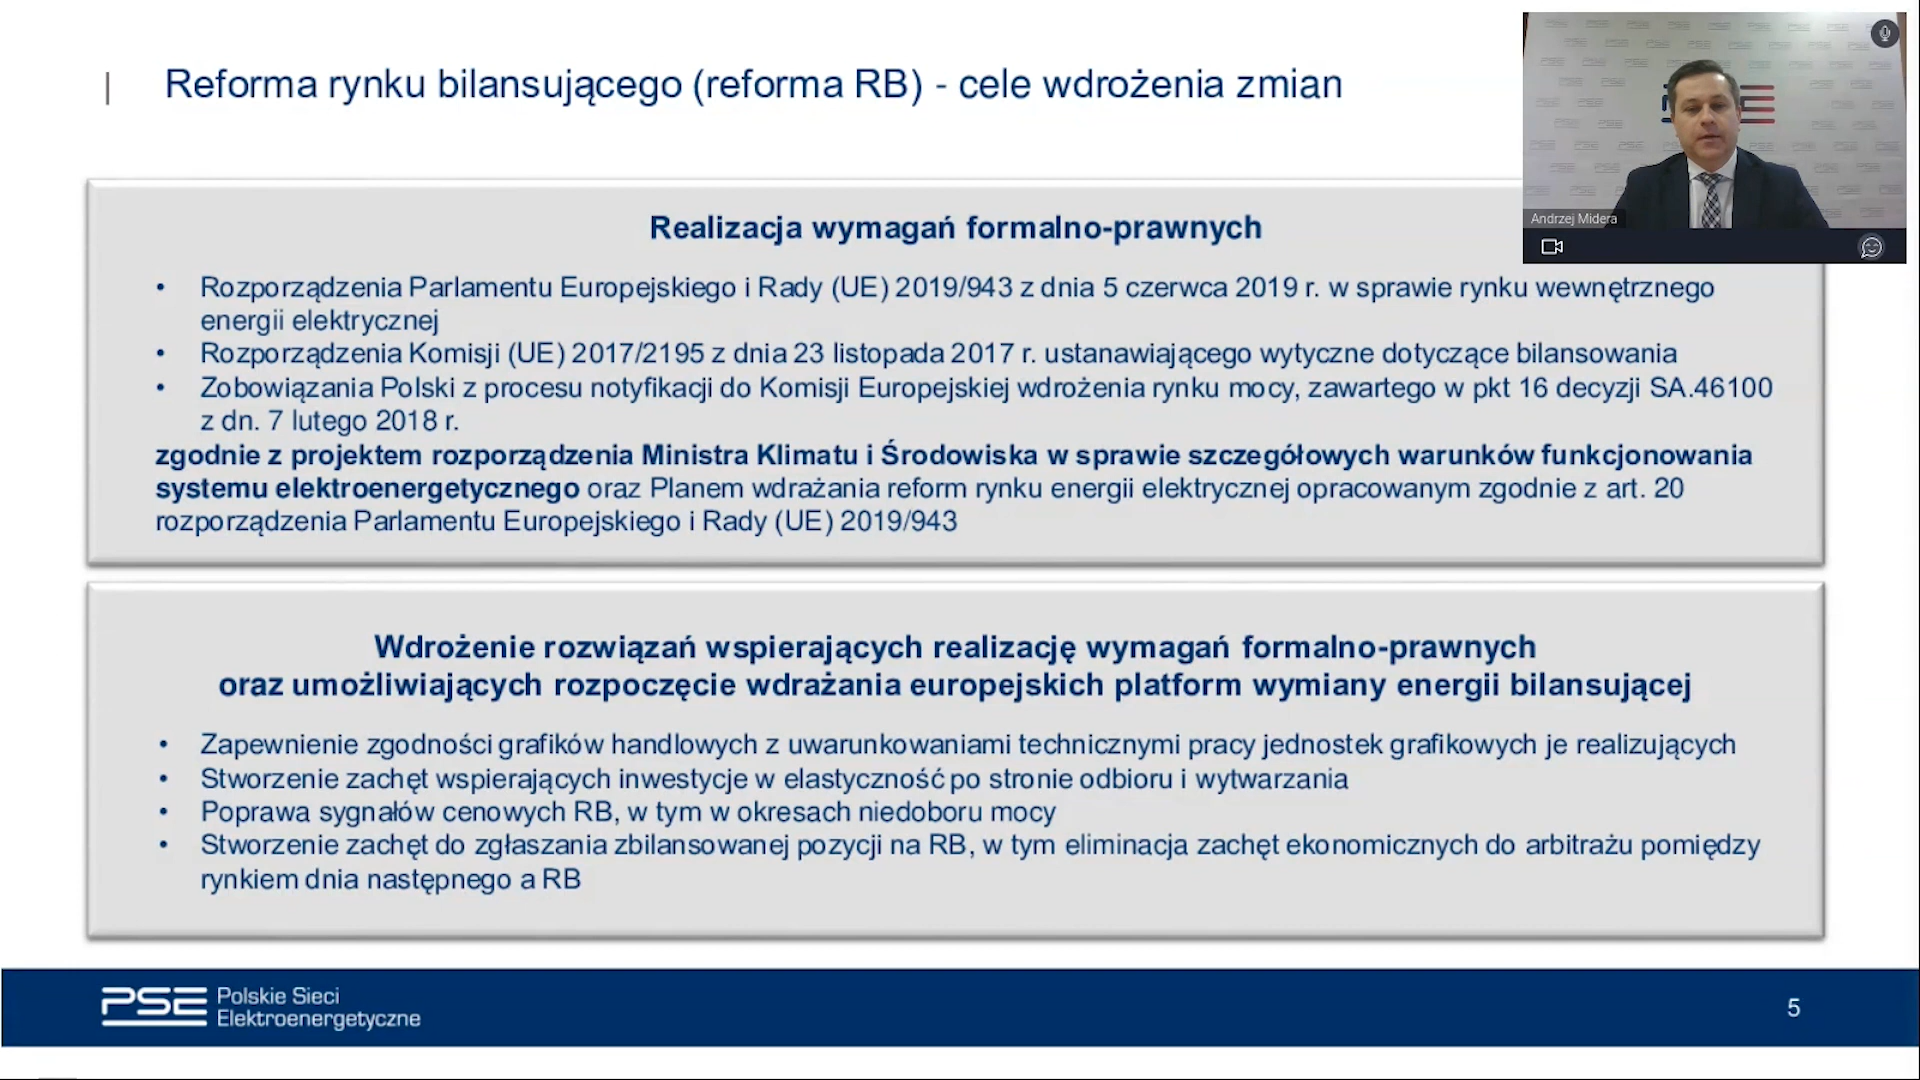 Reforma rynku bilansującego (reforma RB) - cele wdrożenia zmian
Andrzej Midera
Realizacja wymagań formalno-prawnych
• Rozporządzenia Parlamentu Europejskiego i Rady (UE) 2019/943 z dnia 5 czerwca 2019 r. w sprawie rynku wewnętrznego
energii elektrycznej
• Rozporządzenia Komisji (UE) 2017/2195 z dnia 23 listopada 2017 r. ustanawiającego wytyczne dotyczące bilansowania
• Zobowiązania Polski z procesu notyfikacji do Komisji Europejskiej wdrożenia rynku mocy, zawartego w pkt 16 decyzji SA.46100
z dn. 7 lutego 2018 r.
zgodnie z projektem rozporządzenia Ministra Klimatu i Środowiska w sprawie szczegółowych warunków funkcjonowania
systemu elektroenergetycznego oraz Planem wdrażania reform rynku energii elektrycznej opracowanym zgodnie z art. 20
rozporządzenia Parlamentu Europejskiego i Rady (UE) 2019/943
Wdrożenie rozwiązań wspierających realizację wymagań formalno-prawnych
oraz umożliwiających rozpoczęcie wdrażania europejskich platform wymiany energii bilansującej
• Zapewnienie zgodności grafików handlowych z uwarunkowaniami technicznymi pracy jednostek grafikowych je realizujących
• Stworzenie zachęt wspierających inwestycje w elastyczność po stronie odbioru i wytwarzania
• Poprawa sygnałów cenowych RB, w tym w okresach niedoboru mocy
• Stworzenie zachęt do zgłaszania zbilansowanej pozycji na RB, w tym eliminacja zachęt ekonomicznych do arbitrażu pomiędzy
rynkiem dnia następnego a RB
PSE Polskie Sieci
Elektroenergetyczne
5